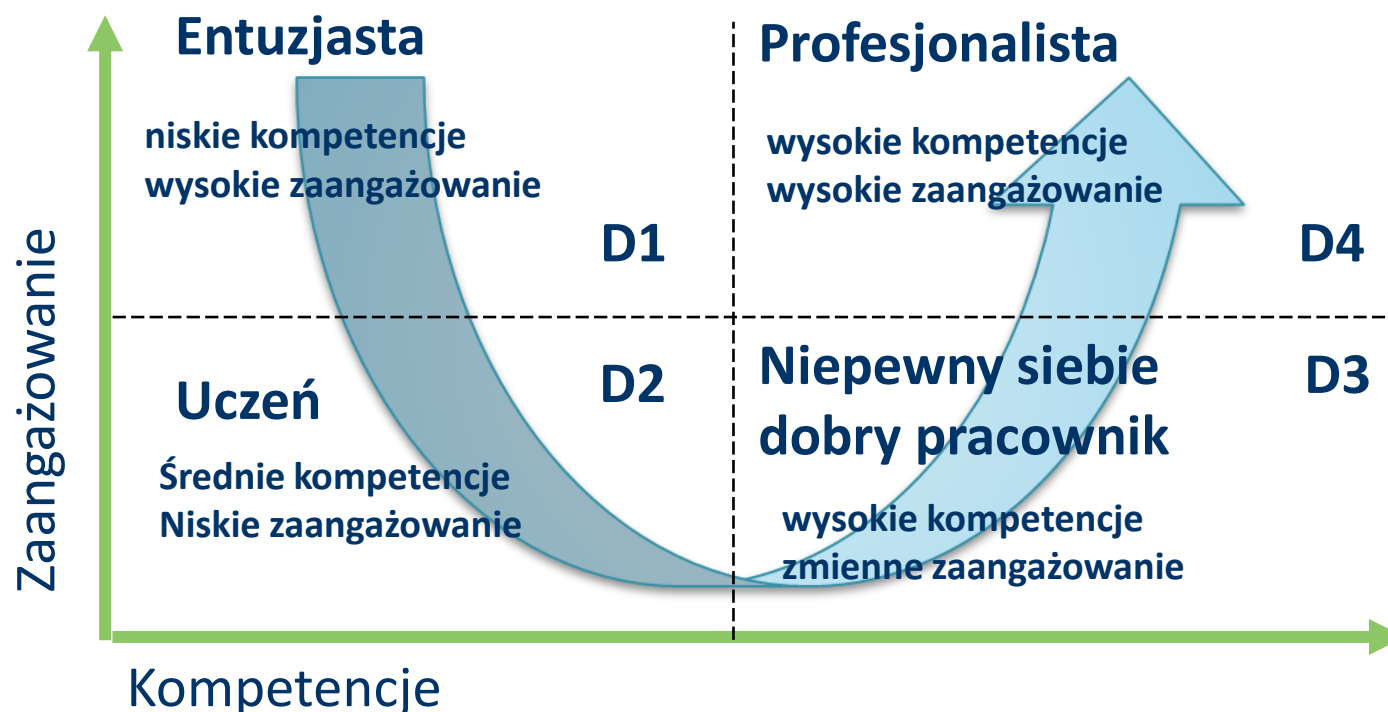 Entuzjasta
niskie kompetencje
wysokie zaangażowanie
D1
Profesjonalista
wysokie kompetencje
wysokie zaangażowanie
D4
Uczeń
D2
Średnie kompetencje
Niskie zaangażowanie
Niepewny siebie
dobry pracownik
D3
wysokie kompetencje
zmienne zaangażowanie
Zaangażowanie
Kompetencje